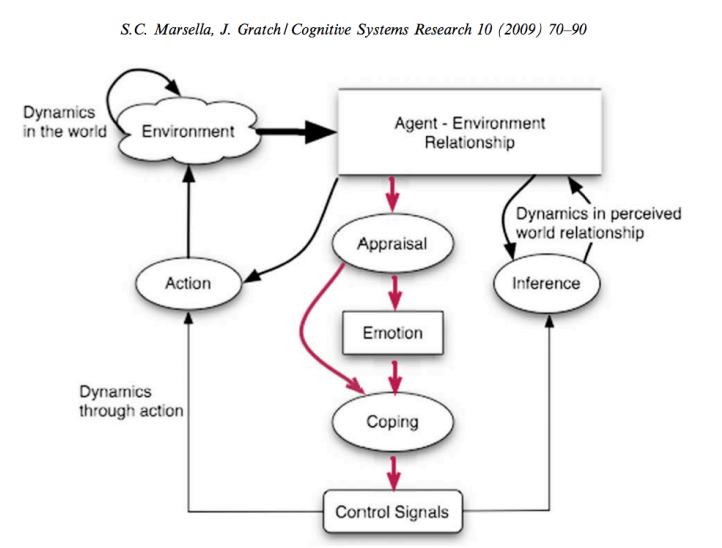 S.C. Marsella, J. Gratch / Cognitive Systems Research 10 (2009) 70–90
Dynamics
in the world
Environment
Agent - Environment
Relationship
Dynamics in perceived
world relationship
Appraisal
Action
Inference
Emotion
Dynamics
through action
Coping
Control Signals